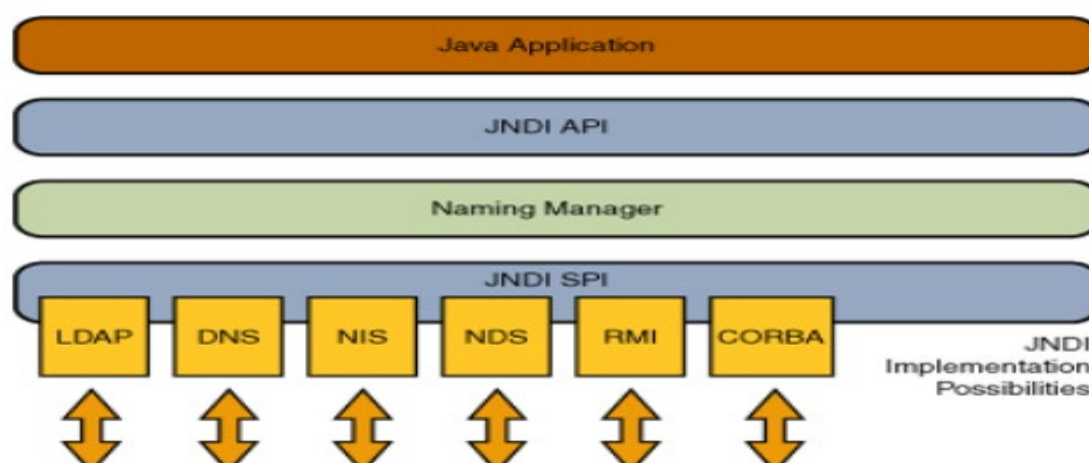 Java Application
JNDI API
Naming Manager
JNDI SPI
LDAP
DNS
NIS
NDS
RMI
CORBA
JNDI
Implementation
Possibilities